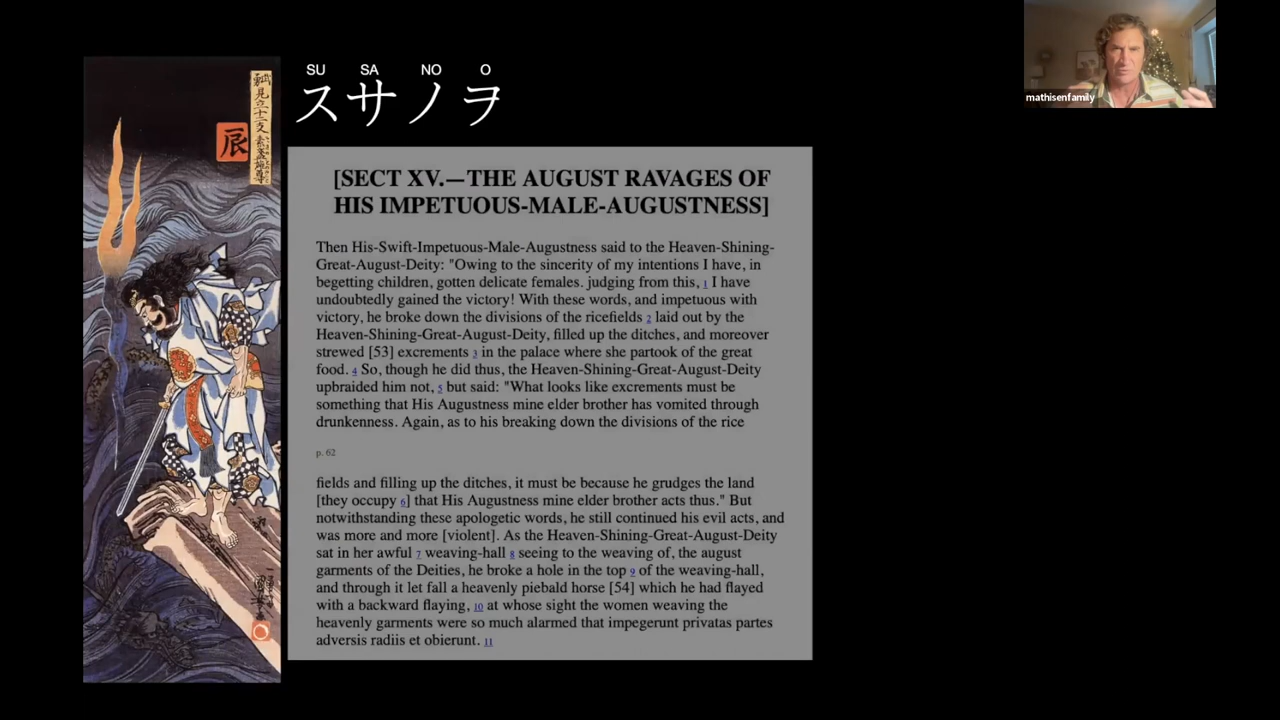 SU SA NO O
スサノヲ
辰
[SECT XV.—THE AUGUST RAVAGES OF
HIS IMPETUOUS-MALE-AUGUSTNESS]
Then His-Swift-Impetuous-Male-Augustness said to the Heaven-Shining-
Great-August-Deity: "Owing to the sincerity of my intentions I have, in
begetting children, gotten delicate females. judging from this, 1 I have
undoubtedly gained the victory! With these words, and impetuous with
victory, he broke down the divisions of the ricefields 2 laid out by the
Heaven-Shining-Great-August-Deity, filled up the ditches, and moreover
strewed [53] excrements 3 in the palace where she partook of the great
food. 4 So, though he did thus, the Heaven-Shining-Great-August-Deity
upbraided him not, 5 but said: "What looks like excrements must be
something that His Augustness mine elder brother has vomited through
drunkenness. Again, as to his breaking down the divisions of the rice
p. 62
fields and filling up the ditches, it must be because he grudges the land
[they occupy 6] that His Augustness mine elder brother acts thus." But
notwithstanding these apologetic words, he still continued his evil acts, and
was more and more [violent]. As the Heaven-Shining-Great-August-Deity
sat in her awful 7 weaving-hall 8 seeing to the weaving of, the august
garments of the Deities, he broke a hole in the top 9 of the weaving-hall,
and through it let fall a heavenly piebald horse [54] which he had flayed
with a backward flaying, 10 at whose sight the women weaving the
heavenly garments were so much alarmed that impegerunt privatas partes
adversis radiis et obierunt. 11
mathisenfamily